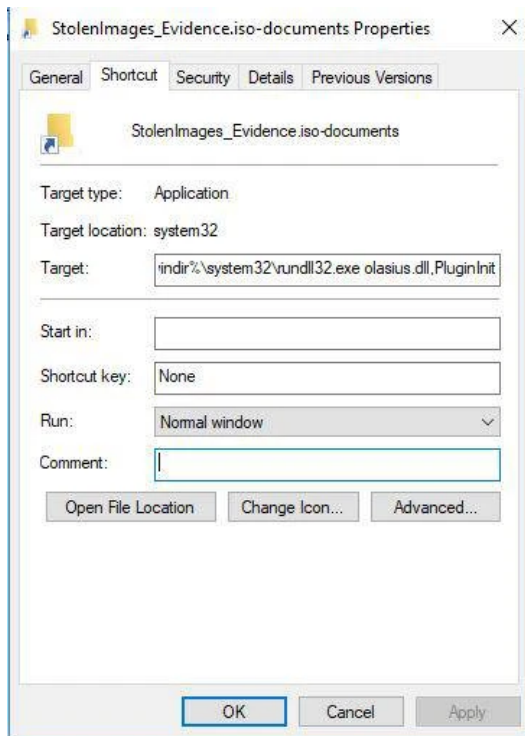 StolenImages_Evidence.iso-documents Properties
General Shortcut Security Details Previous Versions
StolenImages_Evidence.iso-documents
Target type: Application
Target location: system32
Target: indir%\system32\rundll32.exe olasius.dll,PluginInit
Start in:
Shortcut key: None
Run: Normal window
Comment:
Open File Location Change Icon... Advanced...
OK Cancel Apply